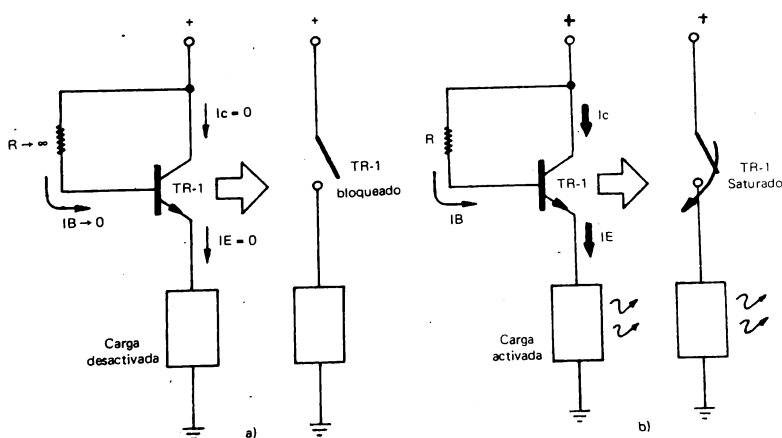 +
+
Ic = 0
R → ∞
TR-1
TR-1
bloqueado
IB → 0
IE = 0
Carga
desactivada
a)
+
+
Ic
R
TR-1
TR-1
Saturado
IB
IE
Carga
activada
b)